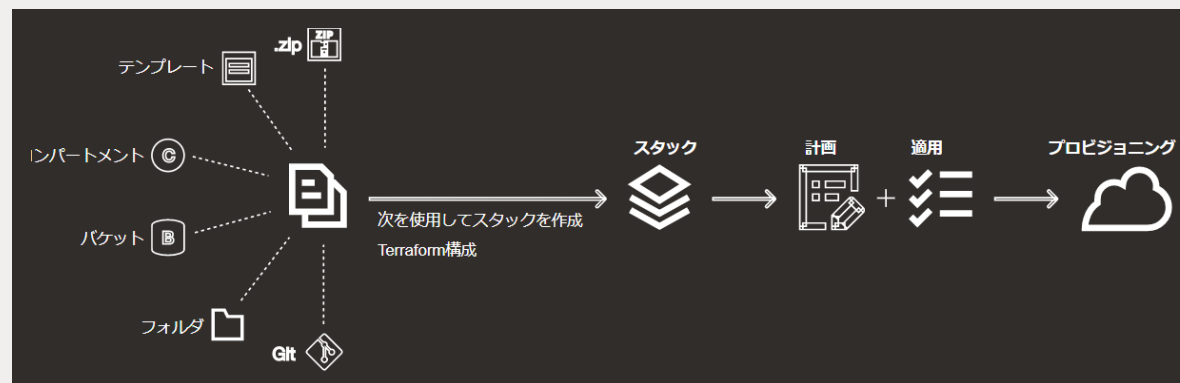 .zip
ZIP
テンプレート
ンパートメント
C
バケット
B
フォルダ
Git
次を使用してスタックを作成
Terraform構成
スタック
計画
+
適用
プロビジョニング